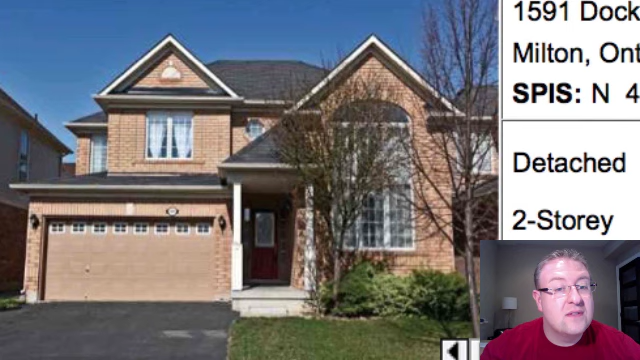 1591 Dock
Milton, Ont
SPIS: N 4
Detached
2-Storey